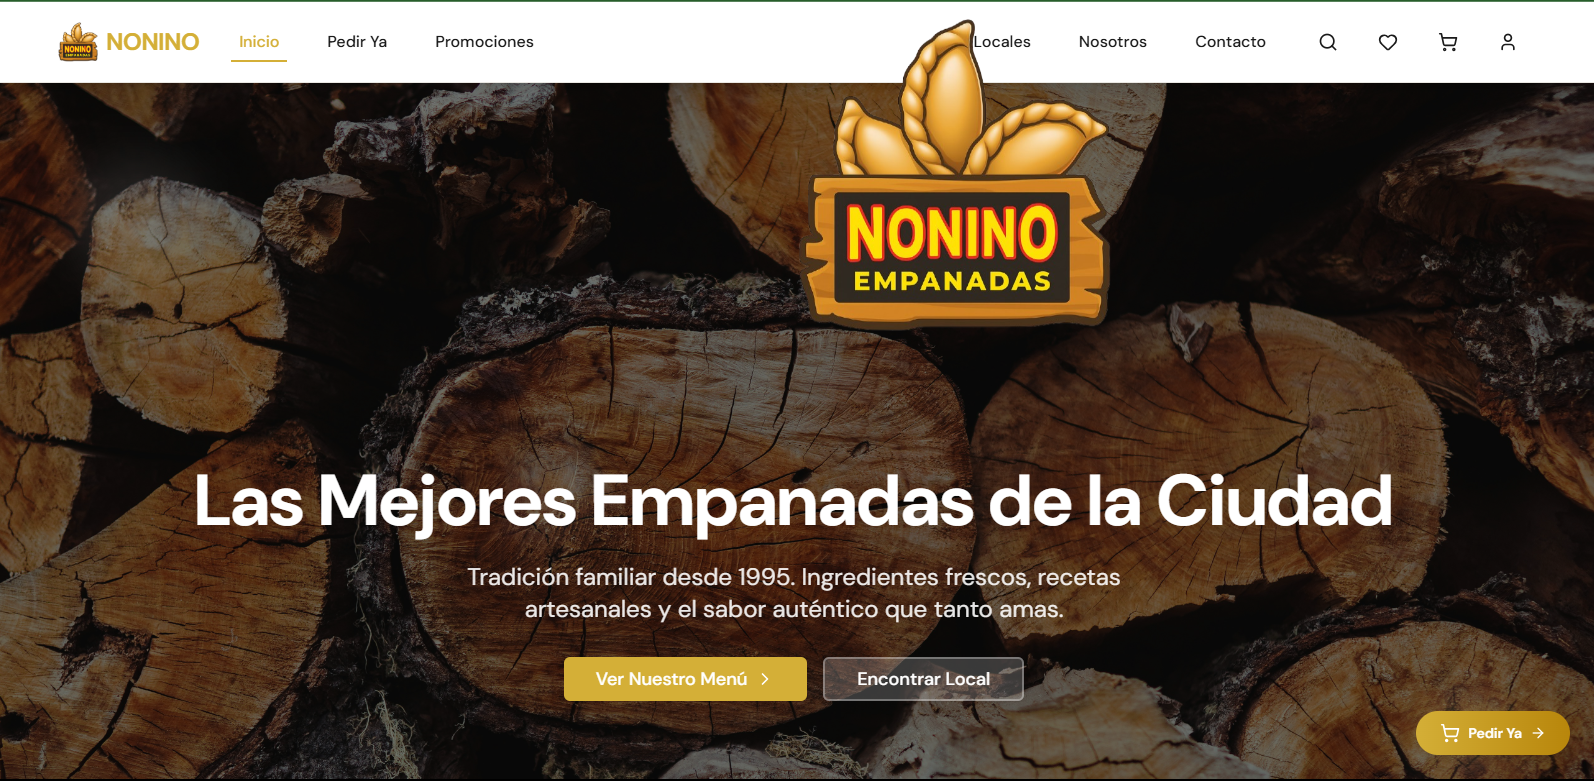 NONINO
EMPANADAS
NONINO
Inicio
Pedir Ya
Promociones
Locales
Nosotros
Contacto
NONINO
EMPANADAS
Las Mejores Empanadas de la Ciudad
Tradición familiar desde 1995. Ingredientes frescos, recetas
artesanales y el sabor auténtico que tanto amas.
Ver Nuestro Menú
Encontrar Local
Pedir Ya